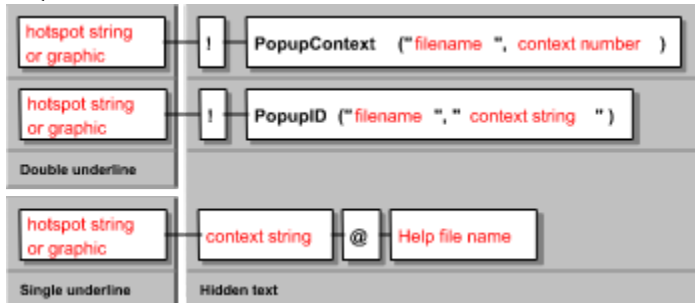 hotspot string
or graphic
! PopupContext ("filename ", context number )
hotspot string
or graphic
! PopupID ("filename ", " context string " )
Double underline
hotspot string
or graphic
context string @ Help file name
Single underline Hidden text